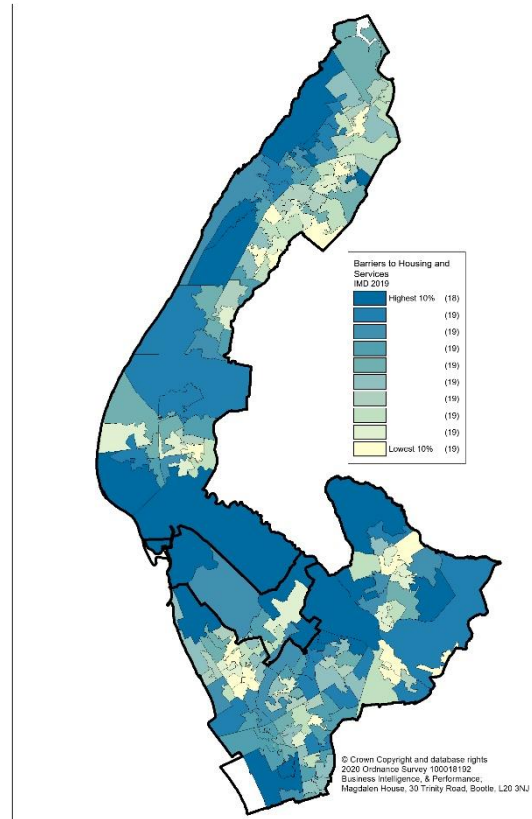 Barriers to Housing and
Services
IMD 2019
Highest 10% (18)
(19)
(19)
(19)
(19)
(19)
(19)
(19)
(19)
Lowest 10% (19)
© Crown Copyright and database rights
2020 Ordnance Survey 100018192
Business Intelligence, & Performance,
Magdalen House, 30 Trinity Road, Bootle, L20 3NJ